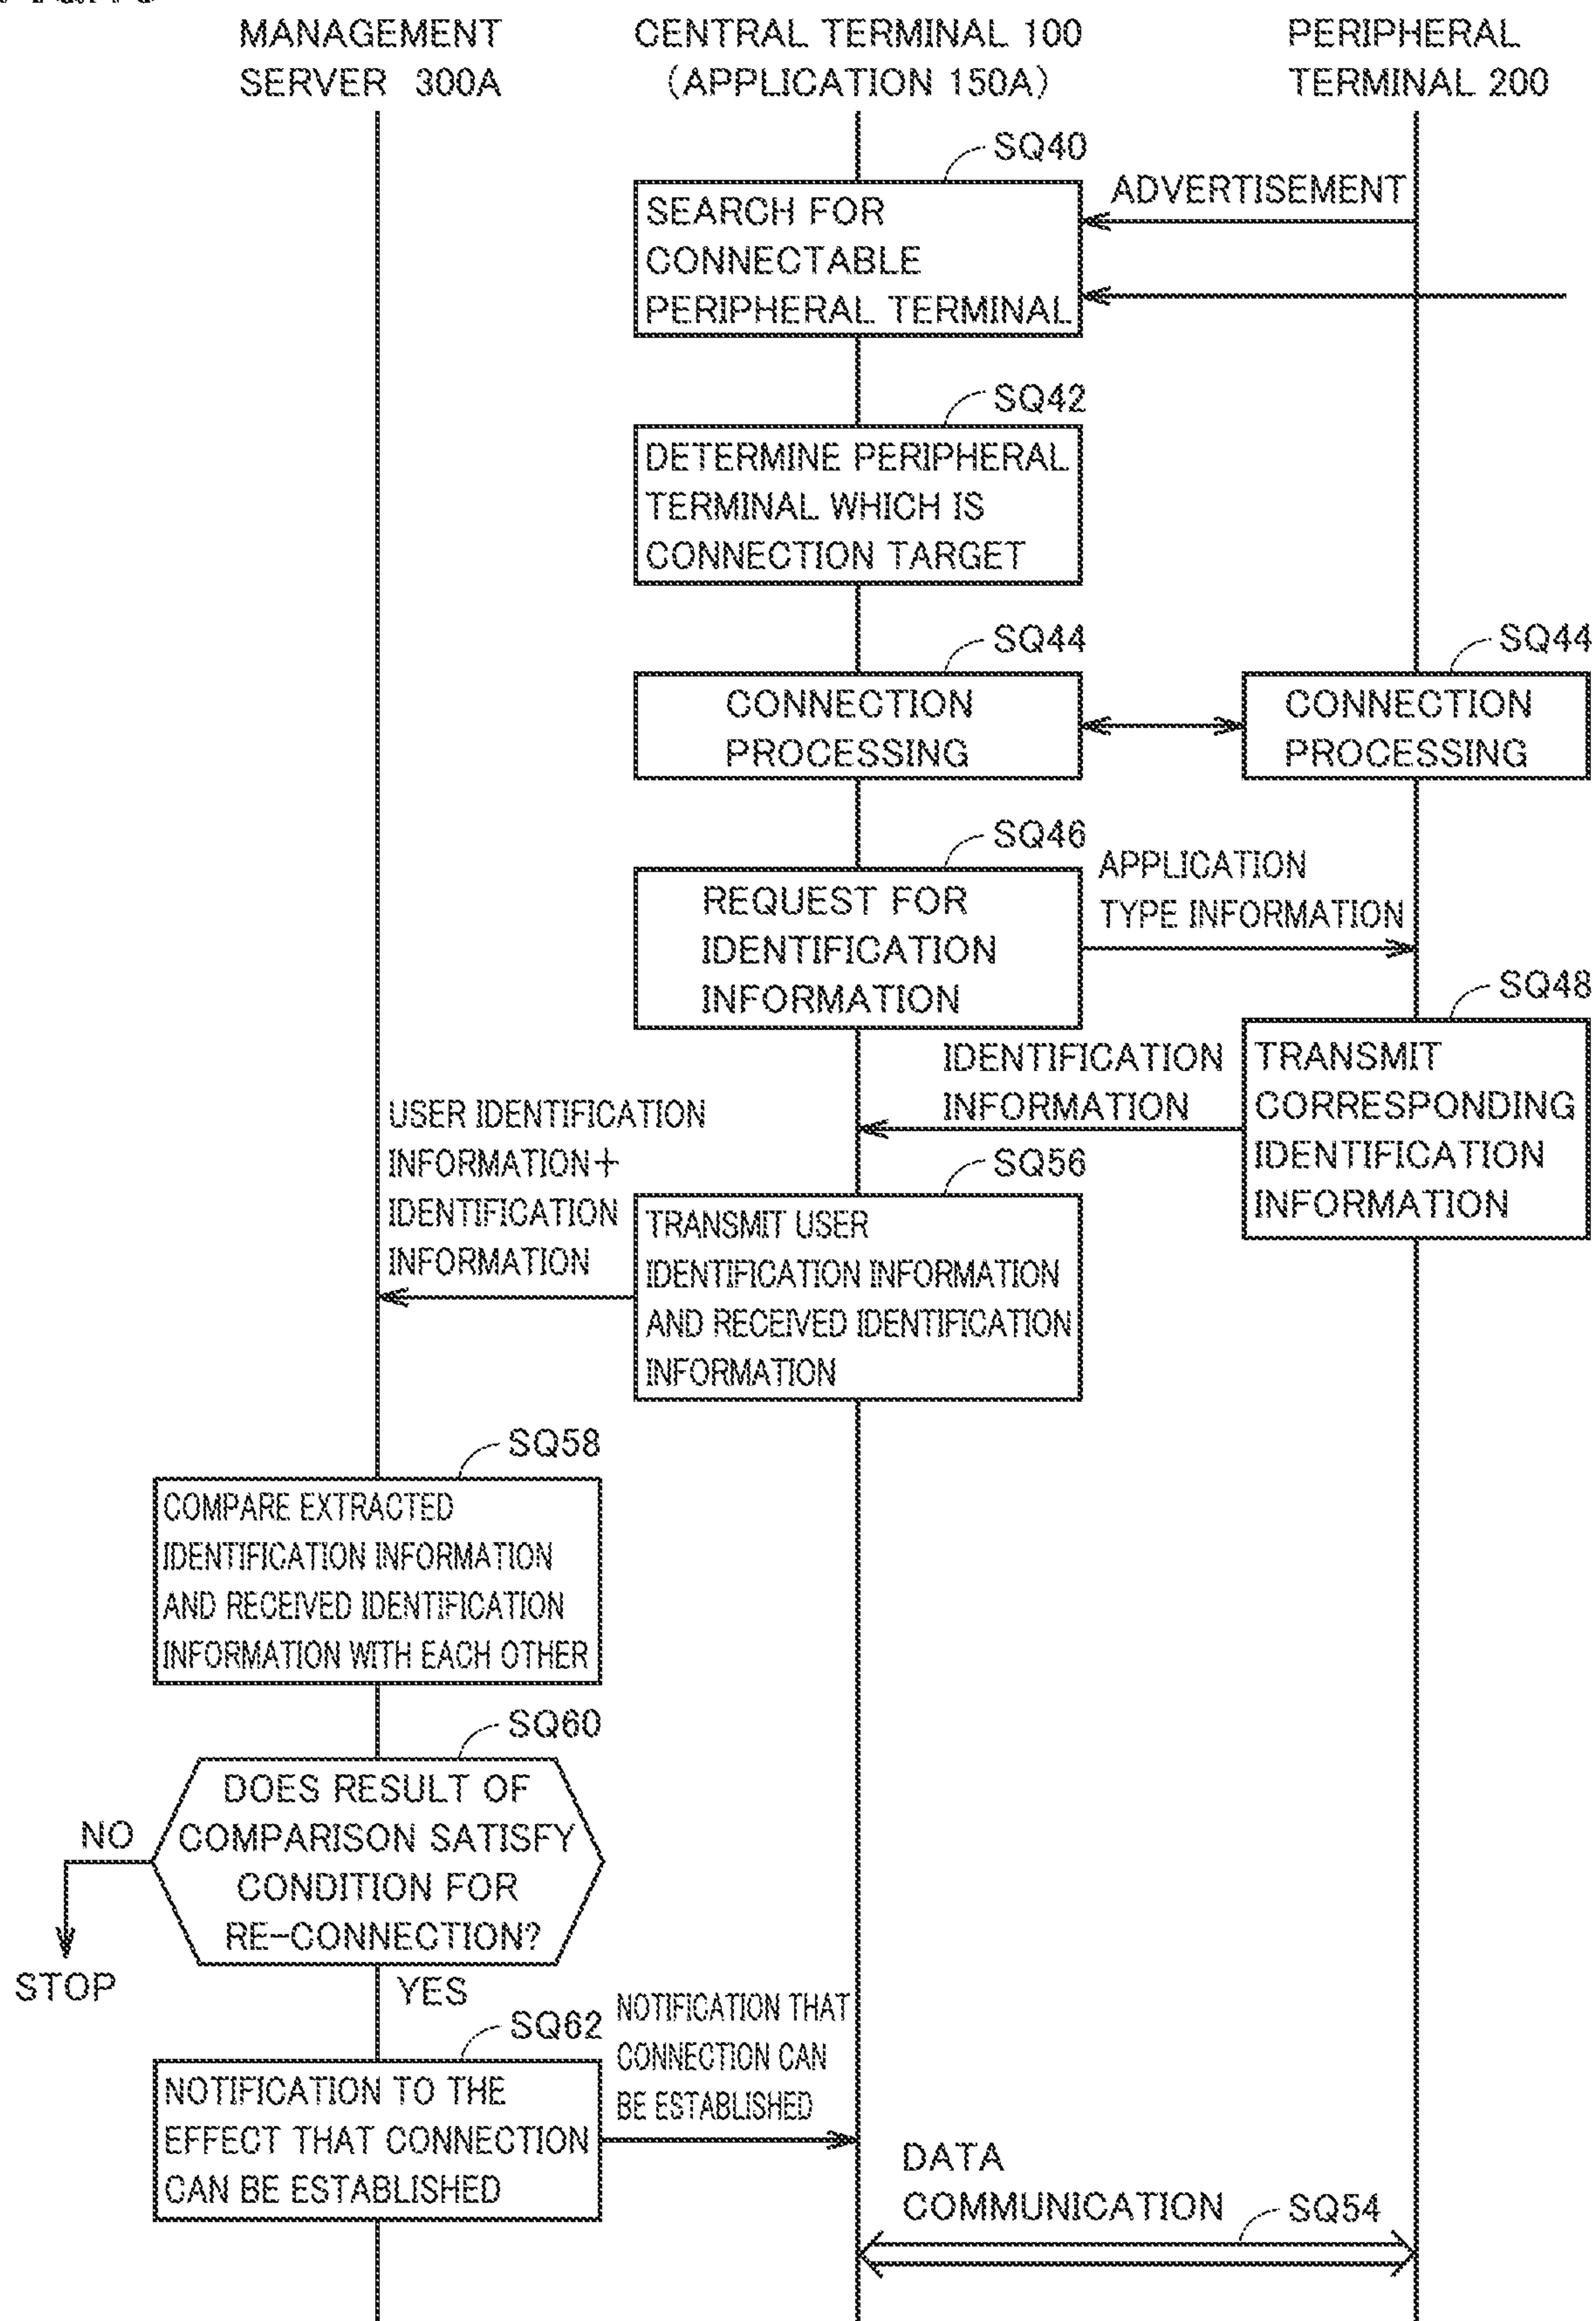 MANAGEMENT
SERVER 300A
CENTRAL TERMINAL 100
(APPLICATION 150A)
PERIPHERAL
TERMINAL 200
SQ40
SEARCH FOR
CONNECTABLE
PERIPHERAL TERMINAL
ADVERTISEMENT
SQ42
DETERMINE PERIPHERAL
TERMINAL WHICH IS
CONNECTION TARGET
SQ44
CONNECTION
PROCESSING
SQ44
CONNECTION
PROCESSING
SQ46
REQUEST FOR
IDENTIFICATION
INFORMATION
APPLICATION
TYPE INFORMATION
SQ48
TRANSMIT
CORRESPONDING
IDENTIFICATION
INFORMATION
IDENTIFICATION
INFORMATION
USER IDENTIFICATION
INFORMATION+
IDENTIFICATION
INFORMATION
SQ56
TRANSMIT USER
IDENTIFICATION INFORMATION
AND RECEIVED IDENTIFICATION
INFORMATION
SQ58
COMPARE EXTRACTED
IDENTIFICATION INFORMATION
AND RECEIVED IDENTIFICATION
INFORMATION WITH EACH OTHER
SQ60
DOES RESULT OF
COMPARISON SATISFY
CONDITION FOR
RE-CONNECTION?
NO
STOP
YES
SQ62
NOTIFICATION TO THE
EFFECT THAT CONNECTION
CAN BE ESTABLISHED
NOTIFICATION THAT
CONNECTION CAN
BE ESTABLISHED
DATA
COMMUNICATION
SQ54